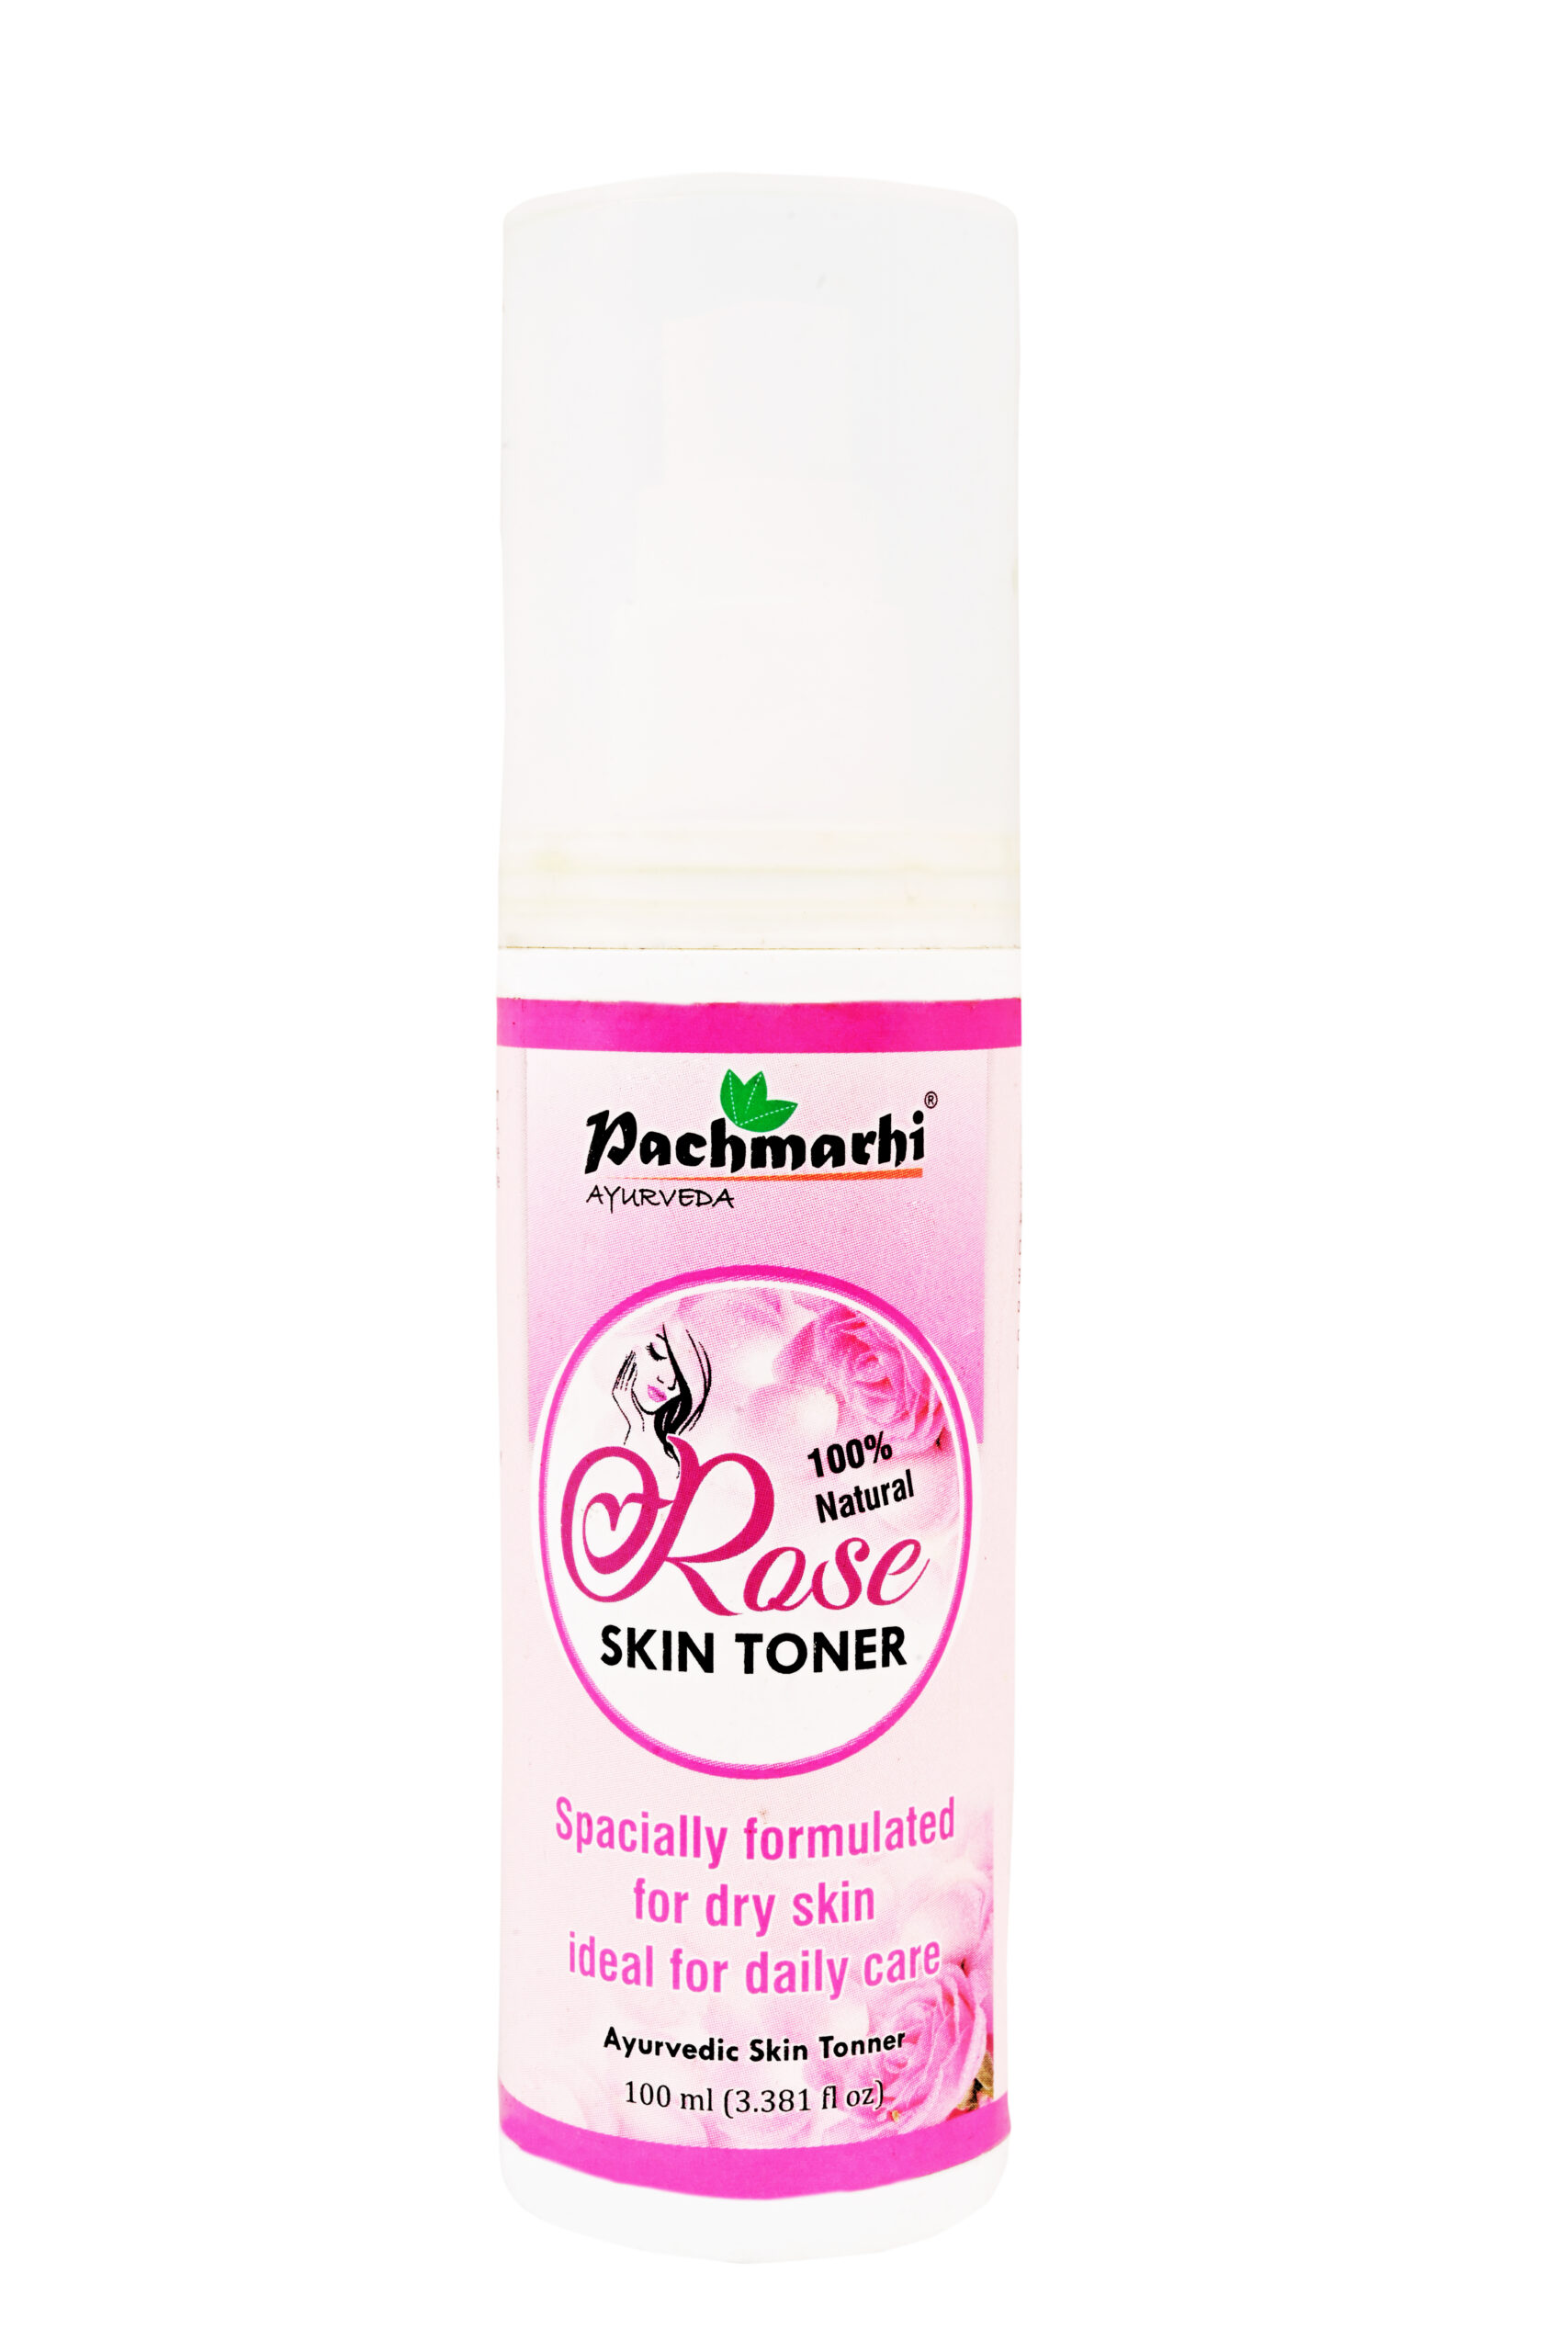 Pachmarhi®
AYURVEDA
100%
Natural
Rose
SKIN TONER
Spacially formulated
for dry skin
ideal for daily care
Ayurvedic Skin Tonner
100 ml (3.381 fl oz)